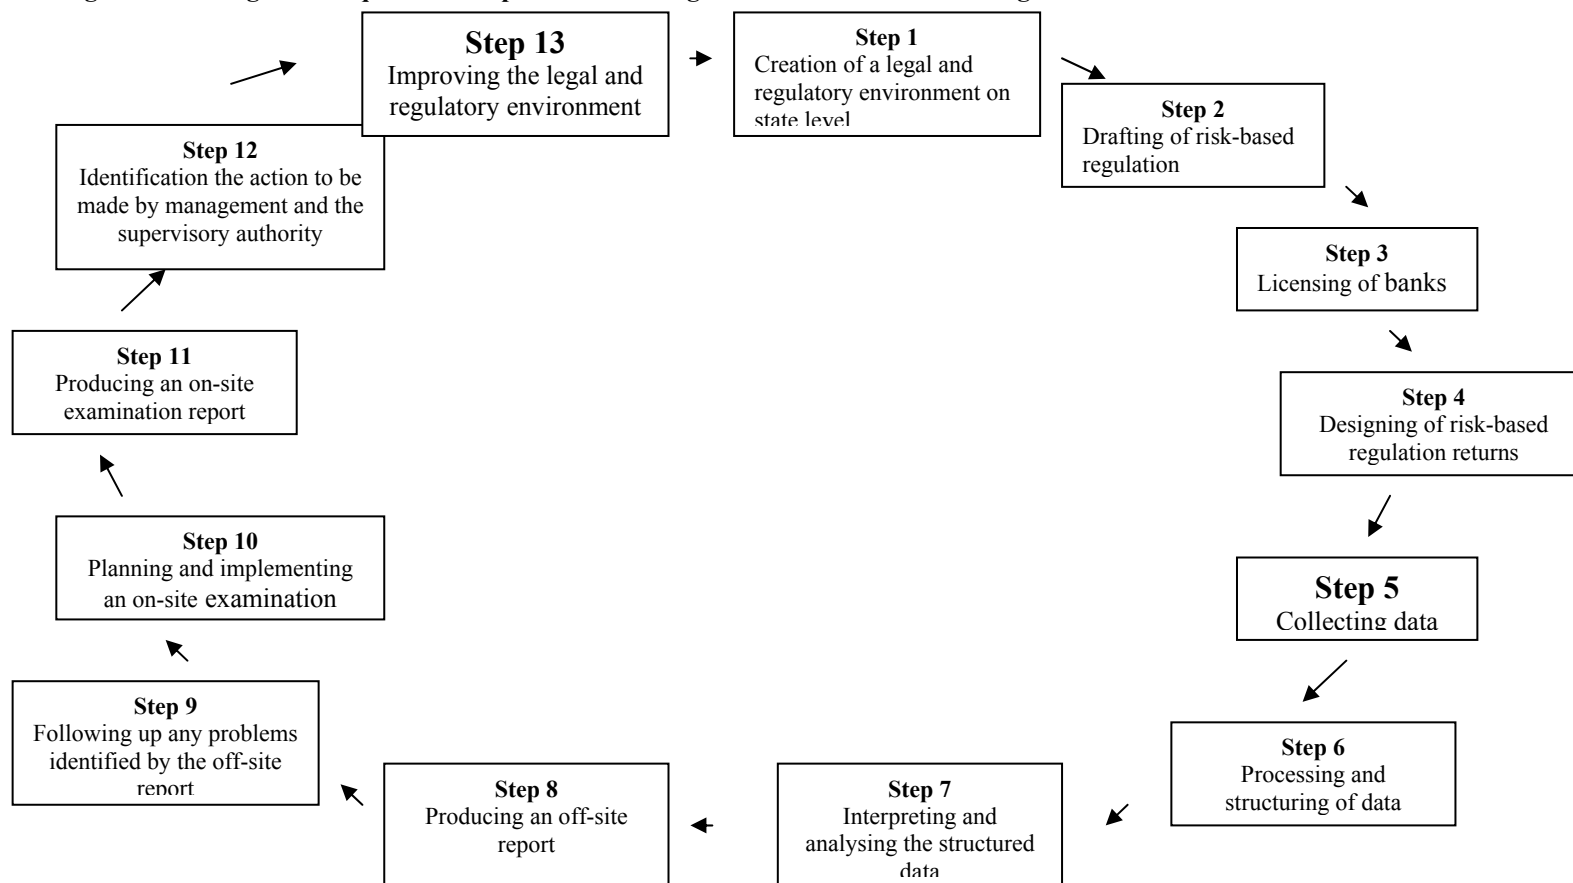 Step 13
Improving the legal and
regulatory environment
Step 1
Creation of a legal and
regulatory environment on
state level
Step 2
Drafting of risk-based
regulation
Step 3
Licensing of banks
Step 4
Designing of risk-based
regulation returns
Step 5
Collecting data
Step 6
Processing and
structuring of data
Step 7
Interpreting and
analysing the structured
data
Step 8
Producing an off-site
report
Step 9
Following up any problems
identified by the off-site
report
Step 10
Planning and implementing
an on-site examination
Step 11
Producing an on-site
examination report
Step 12
Identification the action to be
made by management and the
supervisory authority